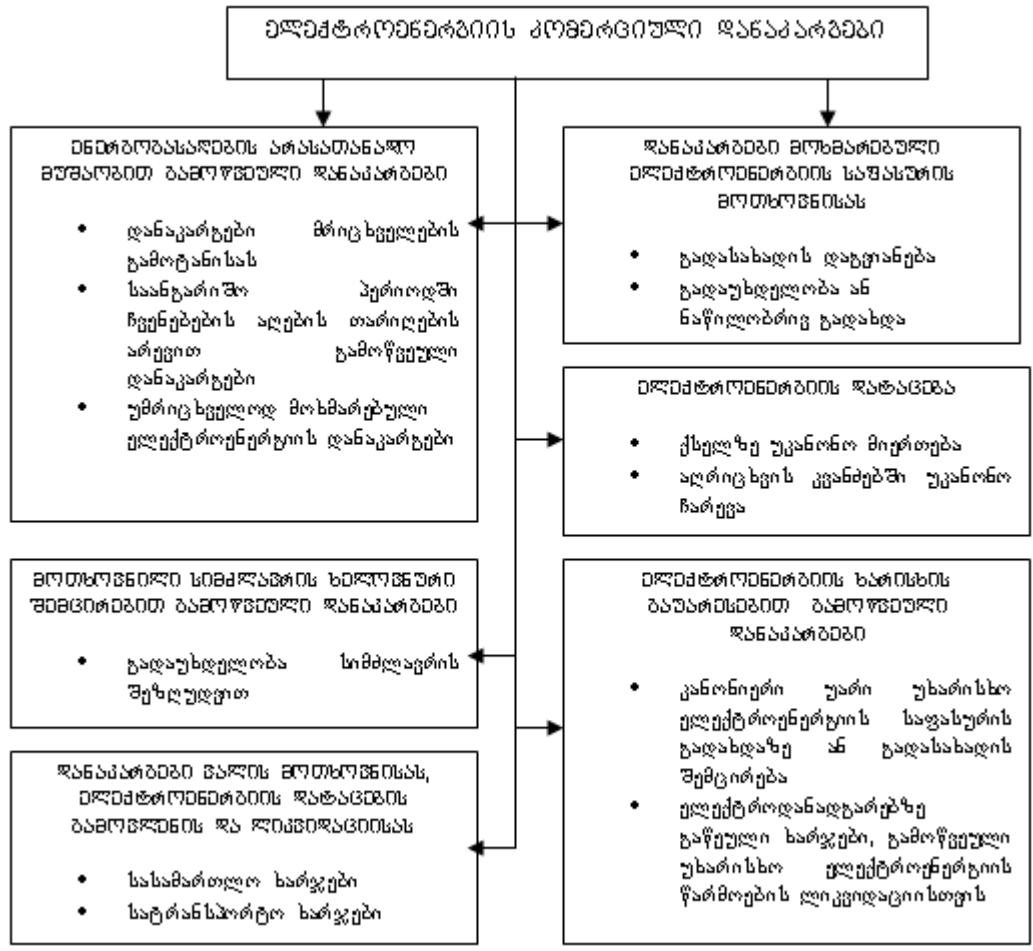 ელექტროენერგიის კომერციული დანაკარგები
ენერგოგასაღების არასათანადო
მუშაობით გამოწვეული დანაკარგები
• დანაკარგები მრიცხველების
გამოტანისას
• საანგარიშო პერიოდში
ჩვენებების აღების თარიღების
არევით გამოწვეული
დანაკარგები
• უმრიცხველოდ მოხმარებული
ელექტროენერგიის დანაკარგები
დანაკარგები მოხმარებული
ელექტროენერგიის საფასურის
მოთხოვნისას
• გადასახადის დაგვიანება
• გადაუხდელობა ან
ნაწილობრივ გადახდა
ელექტროენერგიის დატაცება
• ქსელზე უკანონო მიერთება
• აღრიცხვის კვანძებში უკანონო
ჩარევა
მოთხოვნილი სიმძლავრის ხელოვნური
შემცირებით გამოწვეული დანაკარგები
• გადაუხდელობა სიმძლავრის
შეზღუდვით
ელექტროენერგიის ხარისხის
გაუარესებით გამოწვეული
დანაკარგები
• კანონიერი უარი უხარისხო
ელექტროენერგიის საფასურის
გადახდაზე ან გადასახადის
შემცირება
• ელექტროდანადგარებზე
გაწეული ხარჯები, გამოწვეული
უხარისხო ელექტროენერგიის
წარმოების ლიკვიდაციისთვის
დანაკარგები ვალის მოთხოვნისას,
ელექტროენერგიის დატაცების
გამოვლენის და ლიკვიდაციისას
• სასამართლო ხარჯები
• სატრანსპორტო ხარჯები